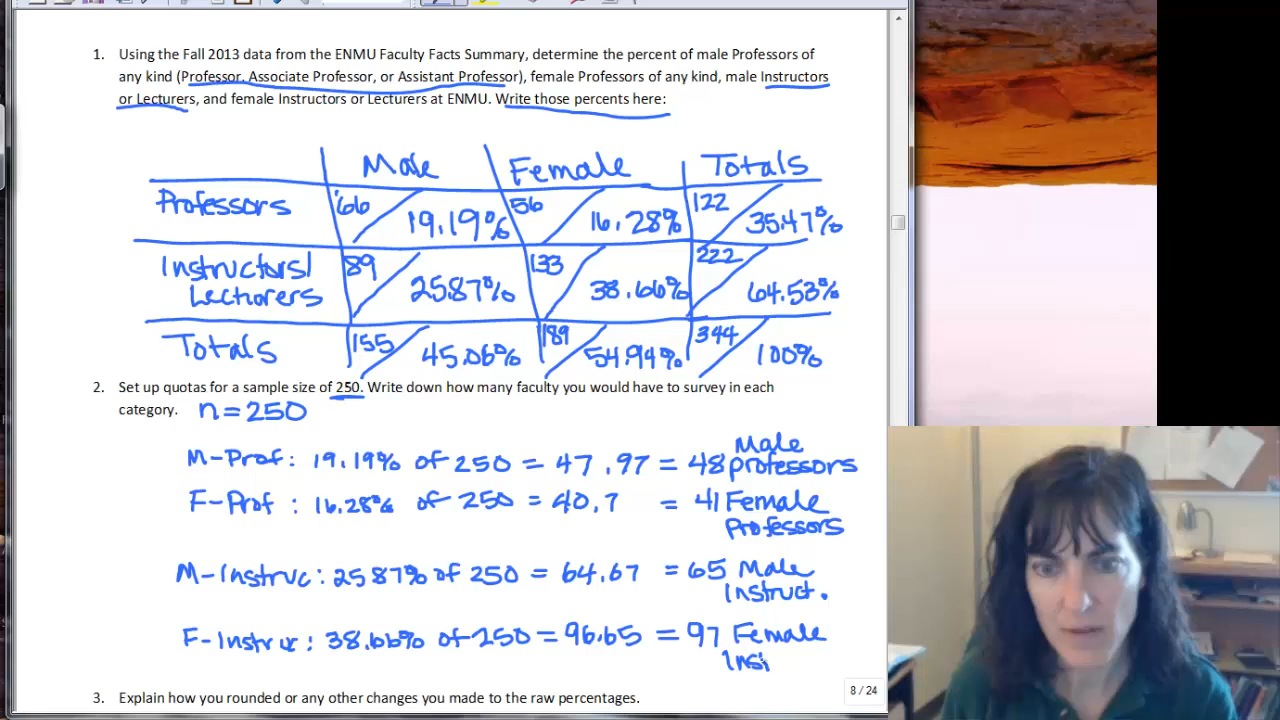 1. Using the Fall 2013 data from the ENMU Faculty Facts Summary, determine the percent of male Professors of
any kind (Professor, Associate Professor, or Assistant Professor), female Professors of any kind, male Instructors
or Lecturers, and female Instructors or Lecturers at ENMU. Write those percents here:
Male Female Totals
Professors 66 19.19% 56 16.28% 122 35.47%
Instructors/ 89 25.87% 133 38.66% 222 64.53%
Lecturers
Totals 155 45.06% 189 54.94% 344 100%
2. Set up quotas for a sample size of 250. Write down how many faculty you would have to survey in each
category. n=250
M-Prof: 19.19% of 250 = 47.97 = 48 Male
professors
F-Prof : 16.28% of 250 = 40.7 = 41 Female
Professors
M-Instruc: 25.87% of 250 = 64.67 = 65 Male
Instruct.
F-Instruc: 38.66% of 250 = 96.65 = 97 Female
Inst
3. Explain how you rounded or any other changes you made to the raw percentages.
8 / 24